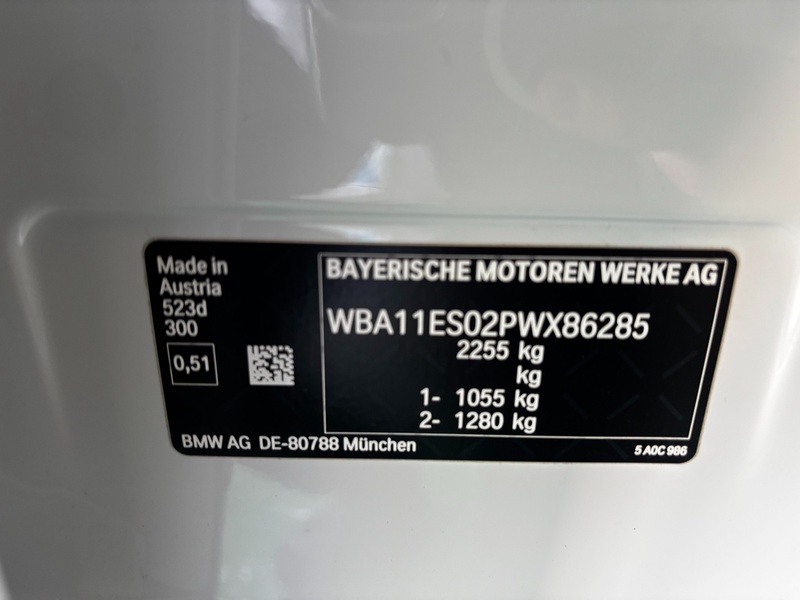 Made in
Austria
523d
300
0,51
BAYERISCHE MOTOREN WERKE AG
WBA11ES02PWX86285
2255 kg
kg
1- 1055 kg
2- 1280 kg
BMW AG DE-80788 München
5 A0C 986